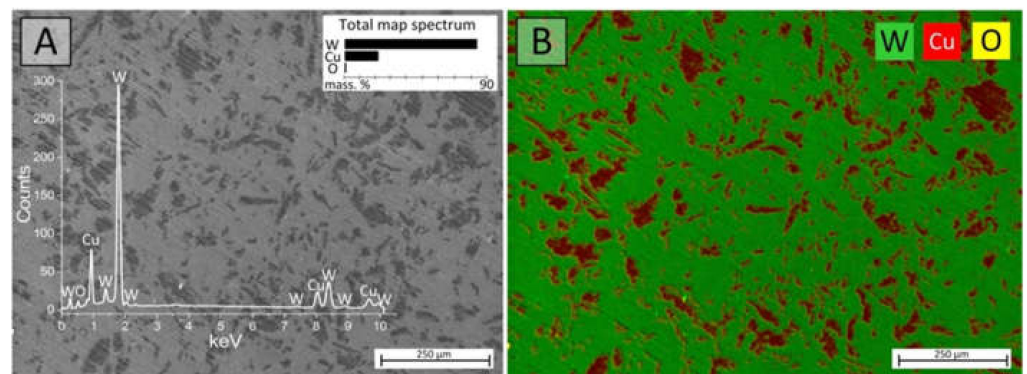 A
Total map spectrum
W
Cu
O
mass. %
90
Counts
300
250
200
150
100
50
0
W
Cu
W O
W
W
W
Cu
W
W
Cu
W
0 1 2 3 4 5 6 7 8 9 10
keV
250 µm
B
W Cu O
250 µm